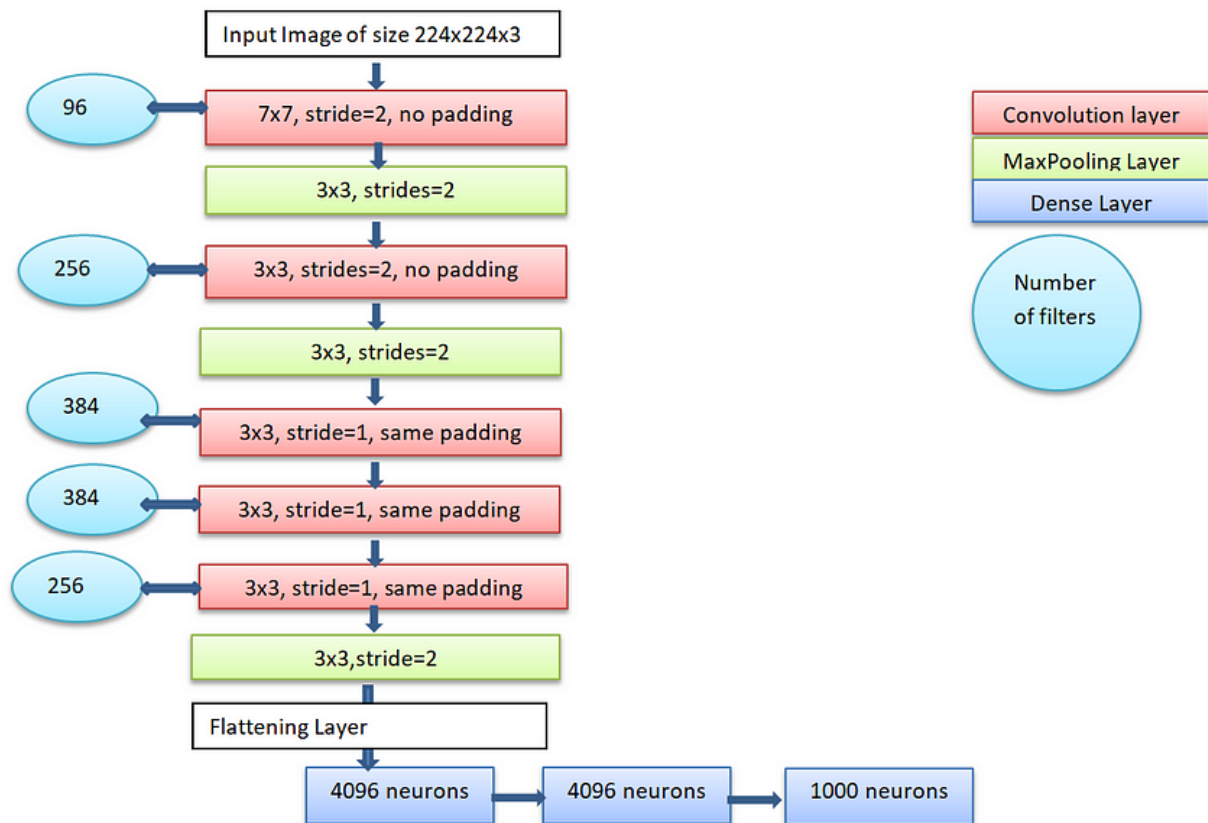 Input Image of size 224x224x3
96
7x7, stride=2, no padding
3x3, strides=2
256
3x3, strides=2, no padding
3x3, strides=2
384
3x3, stride=1, same padding
384
3x3, stride=1, same padding
256
3x3, stride=1, same padding
3x3,stride=2
Flattening Layer
4096 neurons
4096 neurons
1000 neurons
Convolution layer
MaxPooling Layer
Dense Layer
Number
of filters